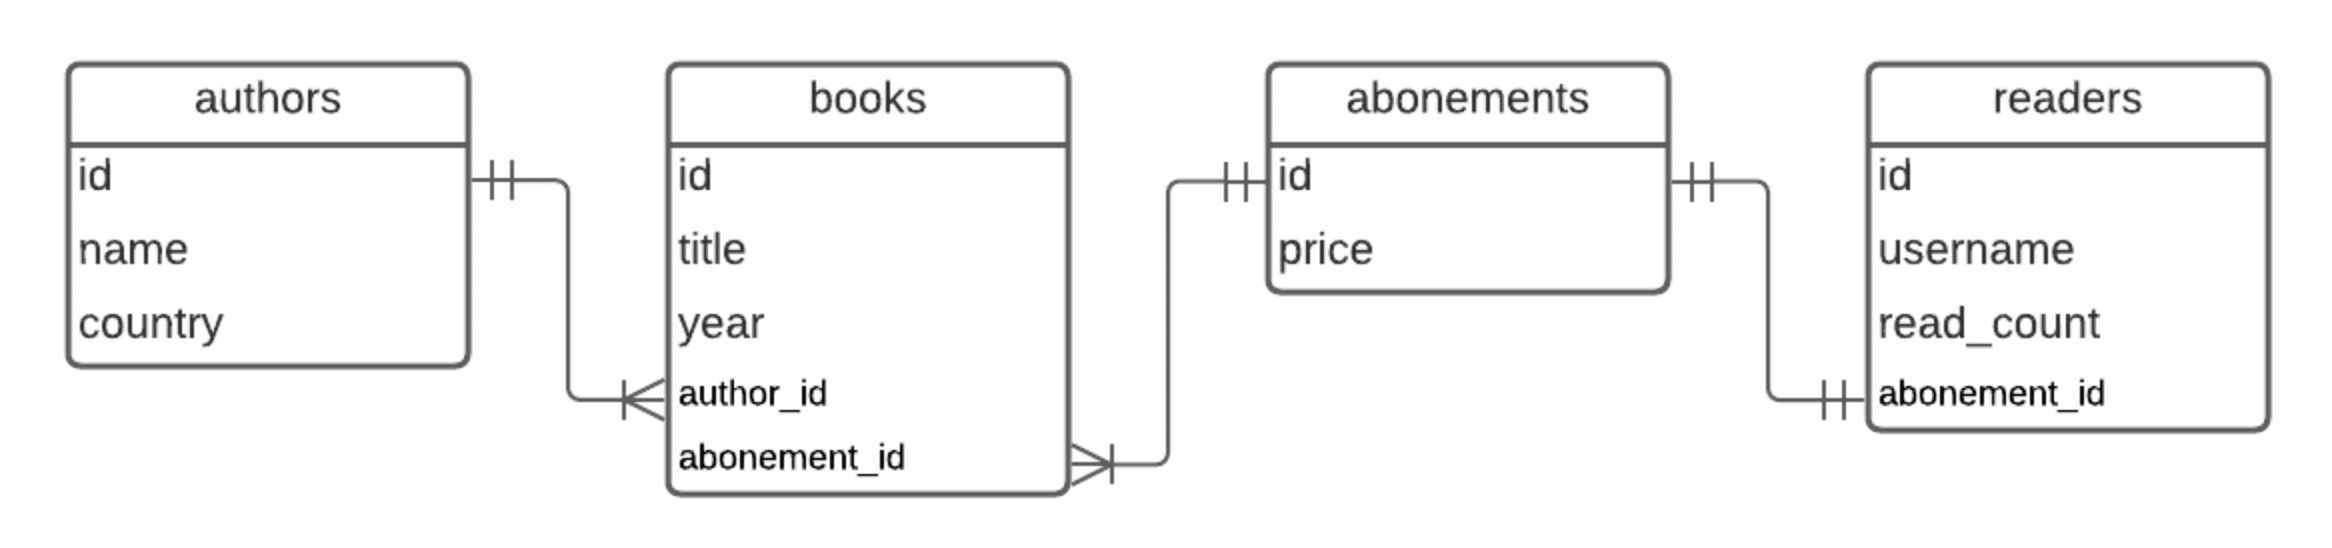 authors
id
name
country
books
id
title
year
author_id
abonement_id
abonements
id
price
readers
id
username
read_count
abonement_id